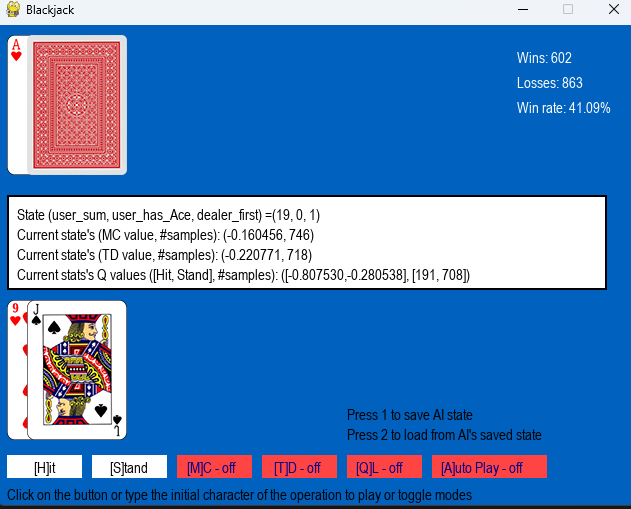 Blackjack
A
Wins: 602
Losses: 863
Win rate: 41.09%
State (user_sum, user_has_Ace, dealer_first) =(19, 0, 1)
Current state's (MC value, #samples): (-0.160456, 746)
Current state's (TD value, #samples): (-0.220771, 718)
Current stats's Q values ([Hit, Stand], #samples): ([-0.807530,-0.280538], [191, 708])
9 J
J
Press 1 to save AI state
Press 2 to load from AI's saved state
[H]it [S]tand [M]C - off [T]D - off [Q]L - off [A]uto Play - off
Click on the button or type the initial character of the operation to play or toggle modes